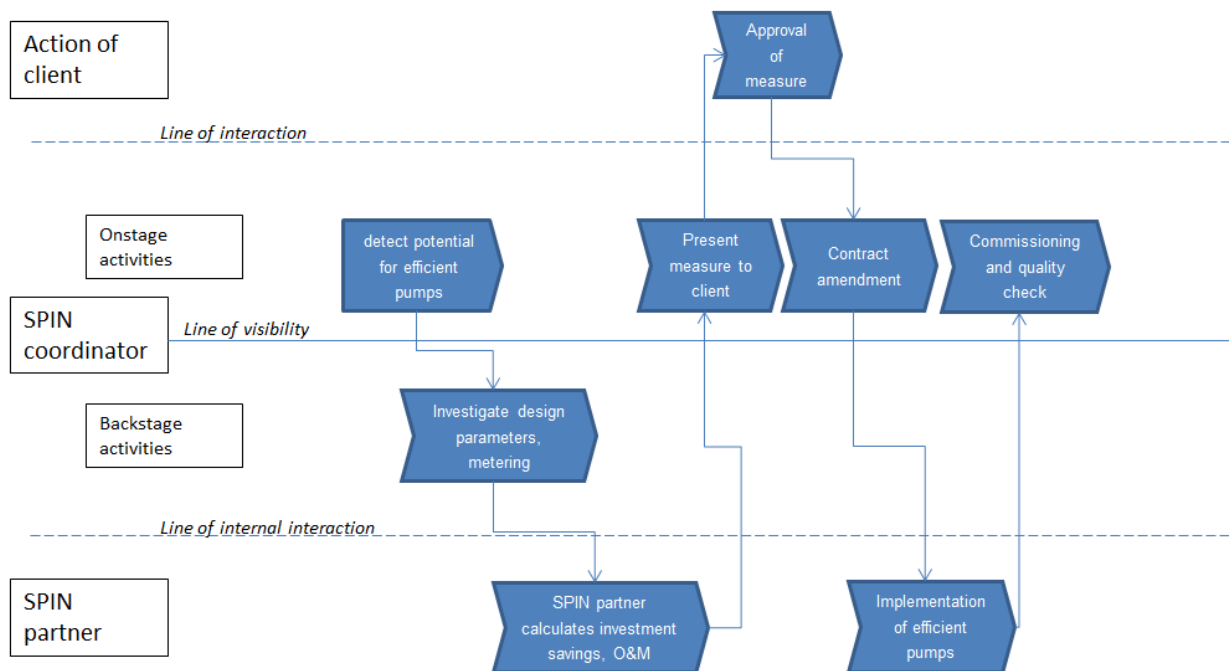 Action of
client
Approval
of
measure
Line of interaction
Onstage
activities
detect potential
for efficient
pumps
Present
measure to
client
Contract
amendment
Commissioning
and quality
check
SPIN
coordinator
Line of visibility
Backstage
activities
Investigate design
parameters,
metering
Line of internal interaction
SPIN
partner
SPIN partner
calculates investment
savings, O&M
Implementation
of efficient
pumps